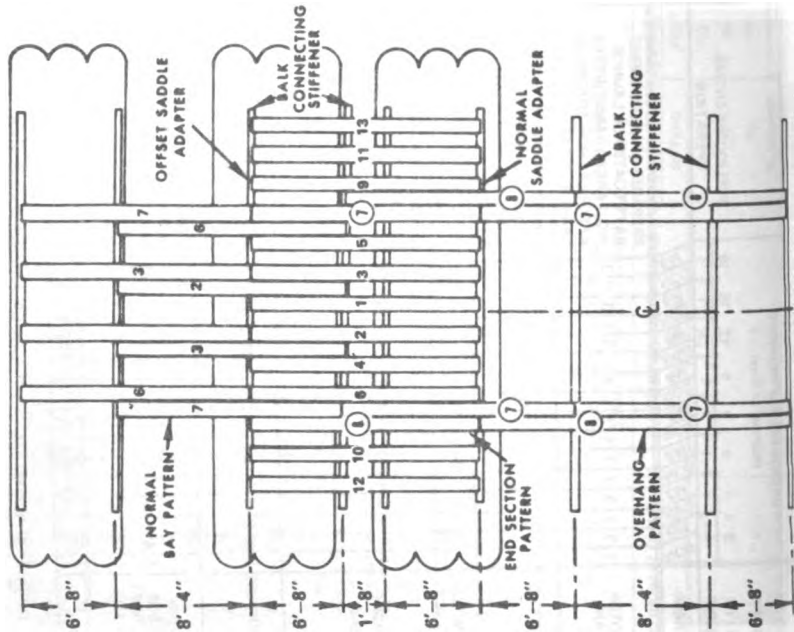 6'-8" 8'-4" 6'-8" 6'-8" 1'-8" 6'-8" 8'-4" 6'-8"
OVERHANG
PATTERN
END SECTION
PATTERN
NORMAL
BAY PATTERN
12
10
8 7 8 7
6
7 6
4
3
2
℄
1
2 3
3
5
6 7
7 8 7 8
9
11
13
BALK
CONNECTING
STIFFENER
NORMAL
SADDLE ADAPTER
BALK
CONNECTING
STIFFENER
OFFSET SADDLE
ADAPTER